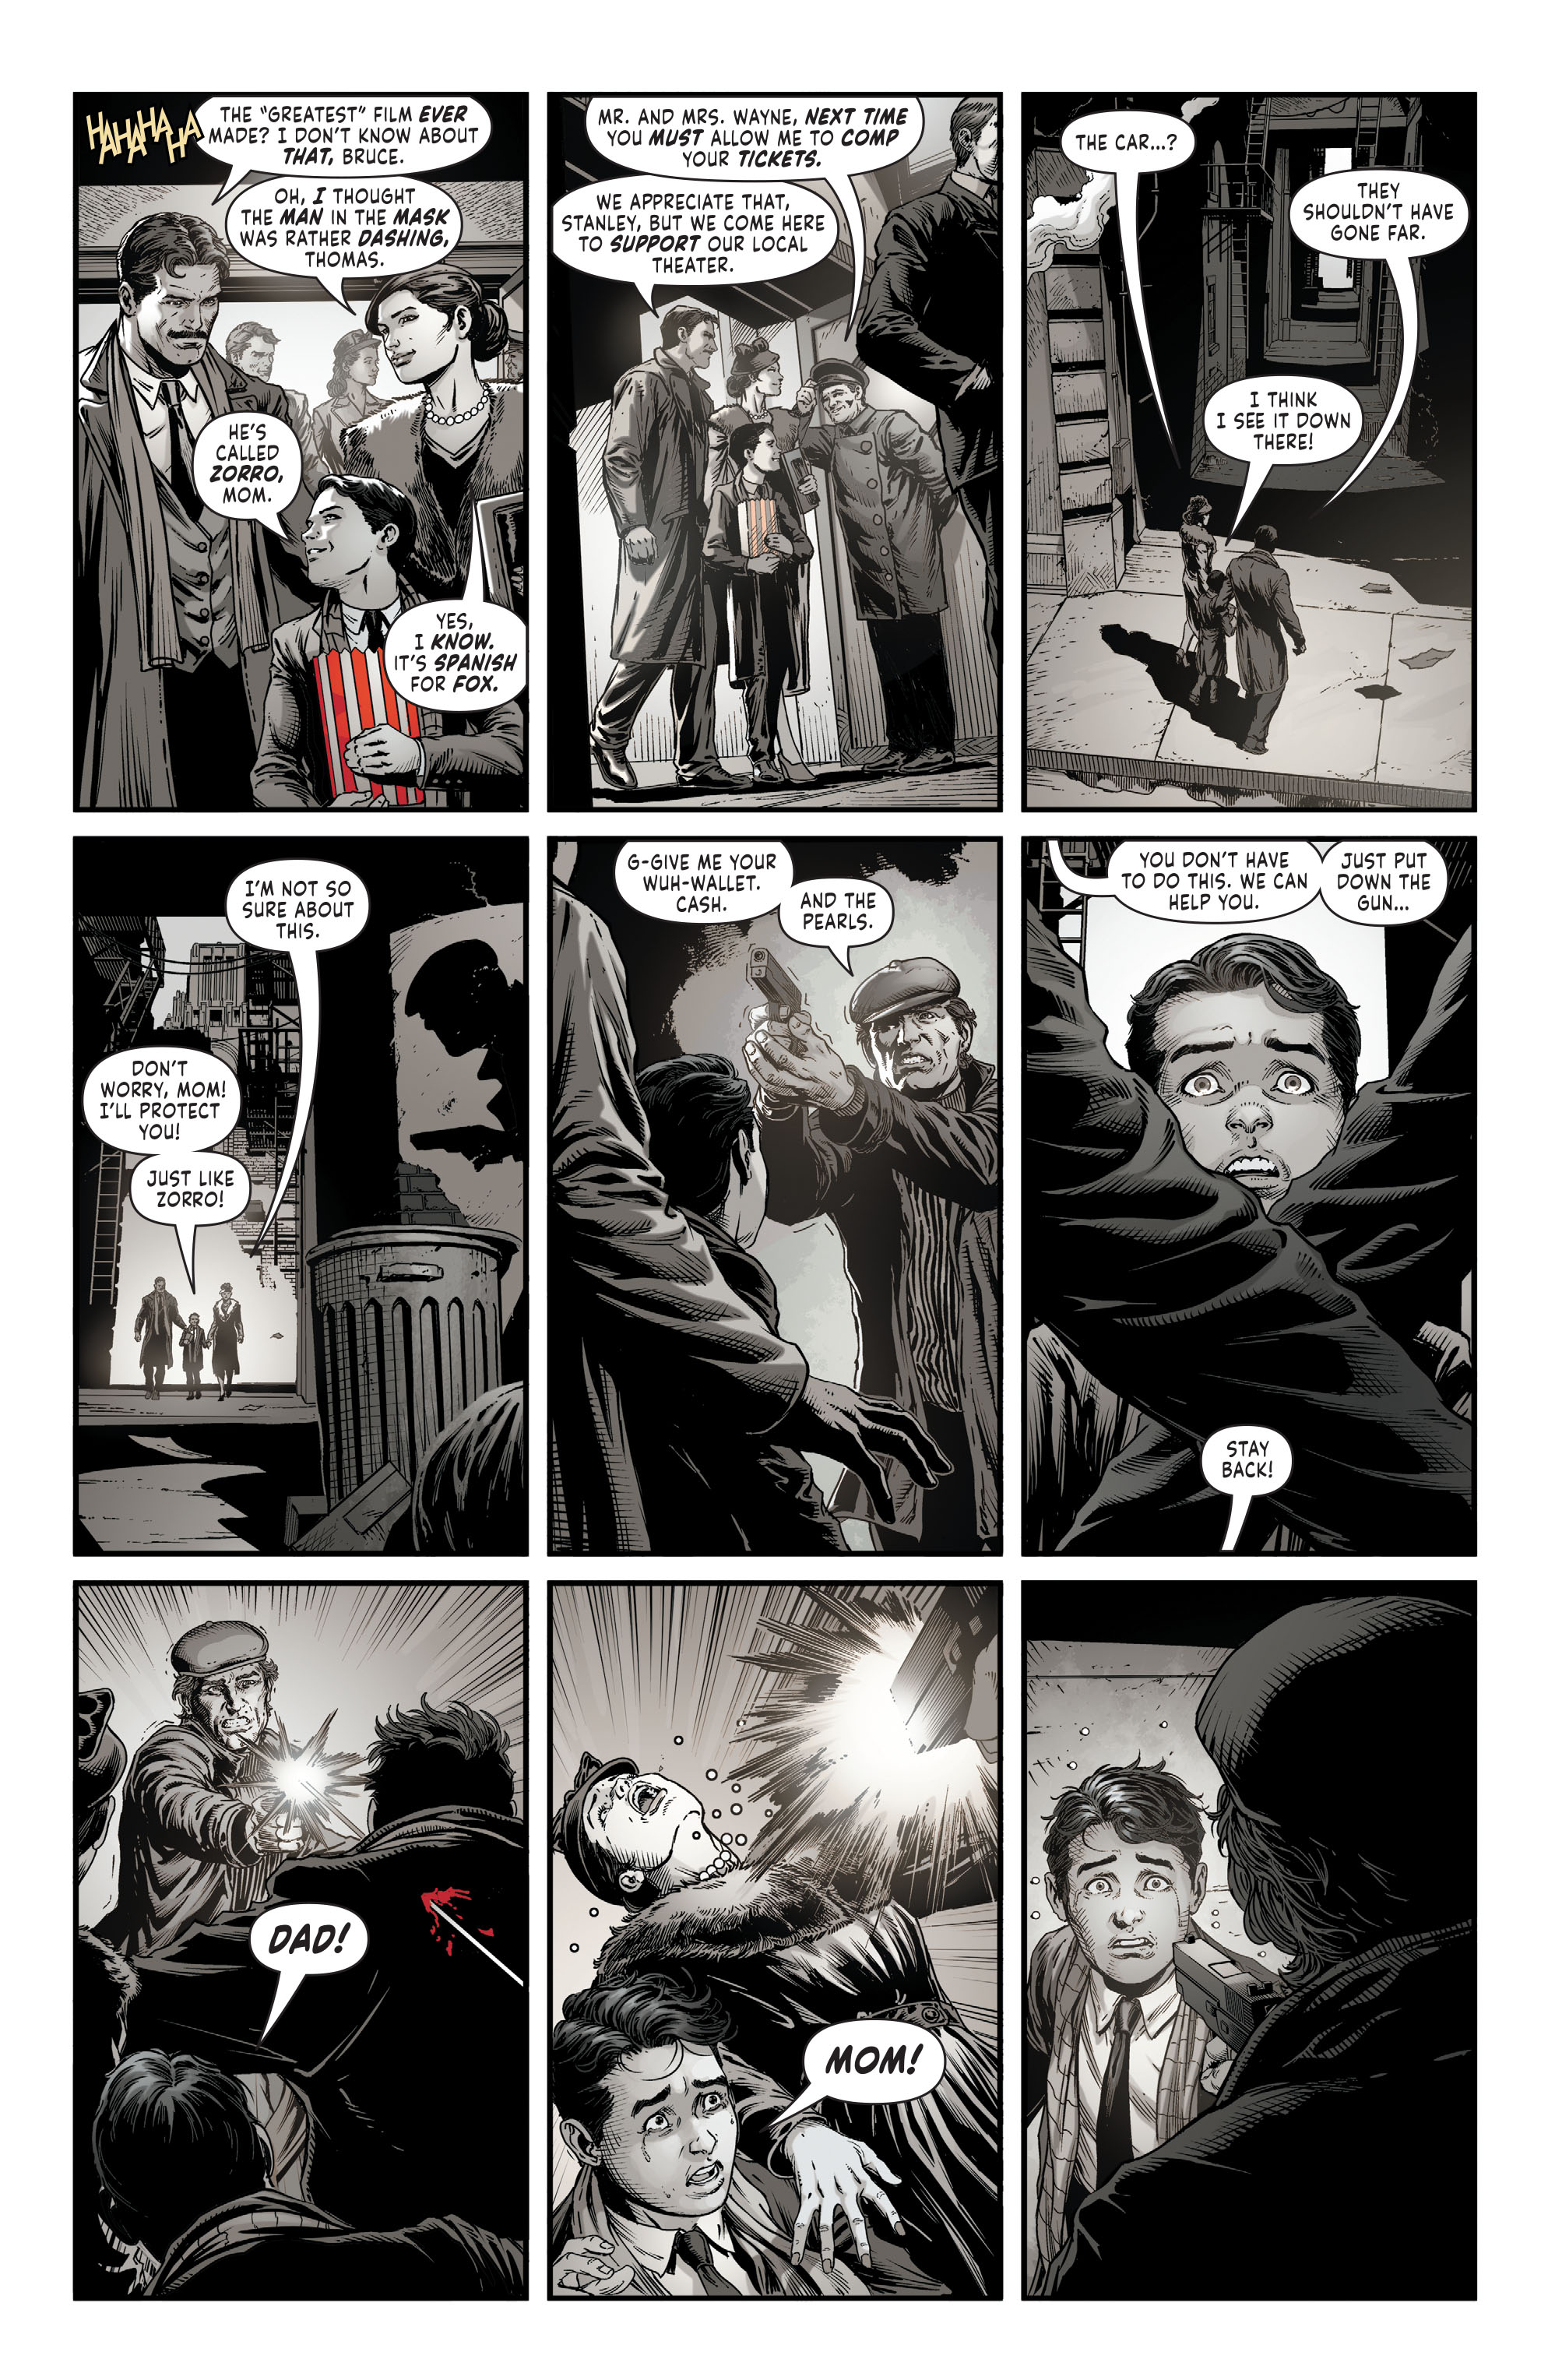 HAHAHAHA
THE "GREATEST" FILM EVER
MADE? I DON'T KNOW ABOUT
THAT, BRUCE.
OH, I THOUGHT
THE MAN IN THE MASK
WAS RATHER DASHING,
THOMAS.
HE'S
CALLED
ZORRO,
MOM.
YES,
I KNOW.
IT'S SPANISH
FOR FOX.
MR. AND MRS. WAYNE, NEXT TIME
YOU MUST ALLOW ME TO COMP
YOUR TICKETS.
WE APPRECIATE THAT,
STANLEY, BUT WE COME HERE
TO SUPPORT OUR LOCAL
THEATER.
THE CAR...?
THEY
SHOULDN'T HAVE
GONE FAR.
I THINK
I SEE IT DOWN
THERE!
I'M NOT SO
SURE ABOUT
THIS.
DON'T
WORRY, MOM!
I'LL PROTECT
YOU!
JUST LIKE
ZORRO!
G-GIVE ME YOUR
WUH-WALLET.
CASH.
AND THE
PEARLS.
YOU DON'T HAVE
TO DO THIS. WE CAN
HELP YOU.
JUST PUT
DOWN THE
GUN...
STAY
BACK!
DAD!
MOM!